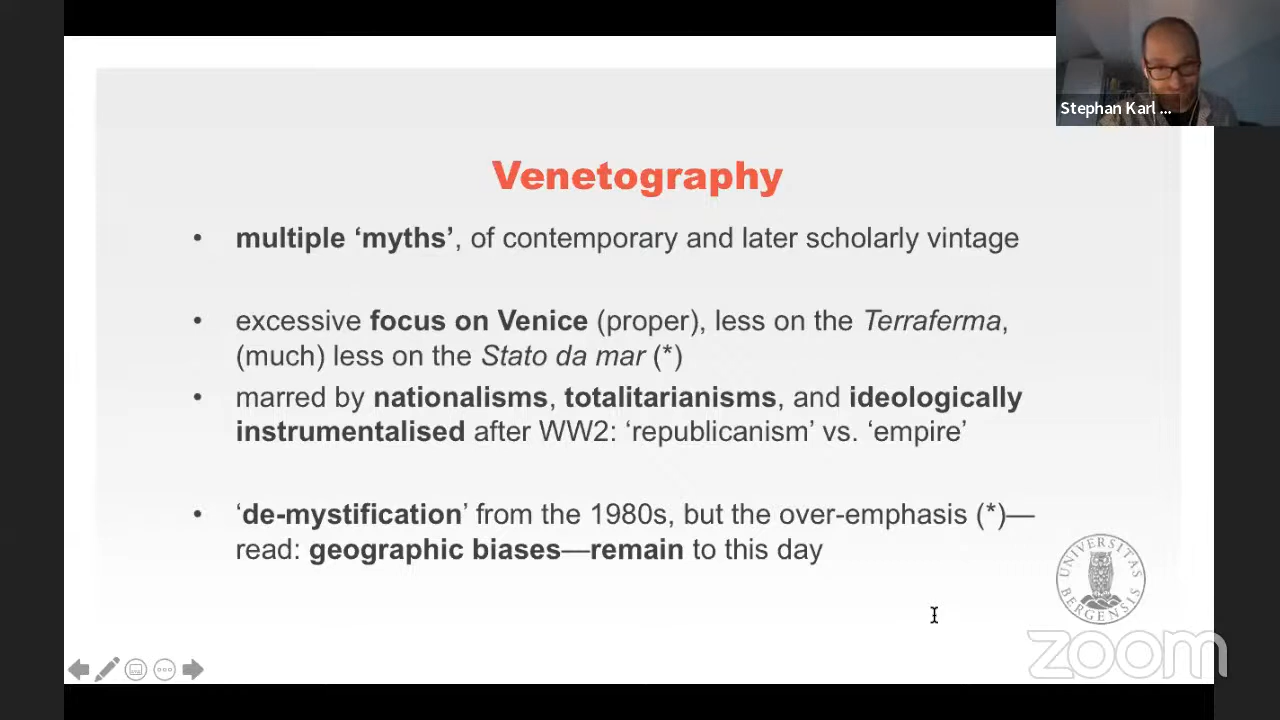 Stephan Karl ...
Venetography
• multiple ‘myths’, of contemporary and later scholarly vintage
• excessive focus on Venice (proper), less on the Terraferma,
(much) less on the Stato da mar (*)
• marred by nationalisms, totalitarianisms, and ideologically
instrumentalised after WW2: ‘republicanism’ vs. ‘empire’
• ‘de-mystification’ from the 1980s, but the over-emphasis (*)—
read: geographic biases—remain to this day
UNIVERSITAS
BERGENSIS
zoom